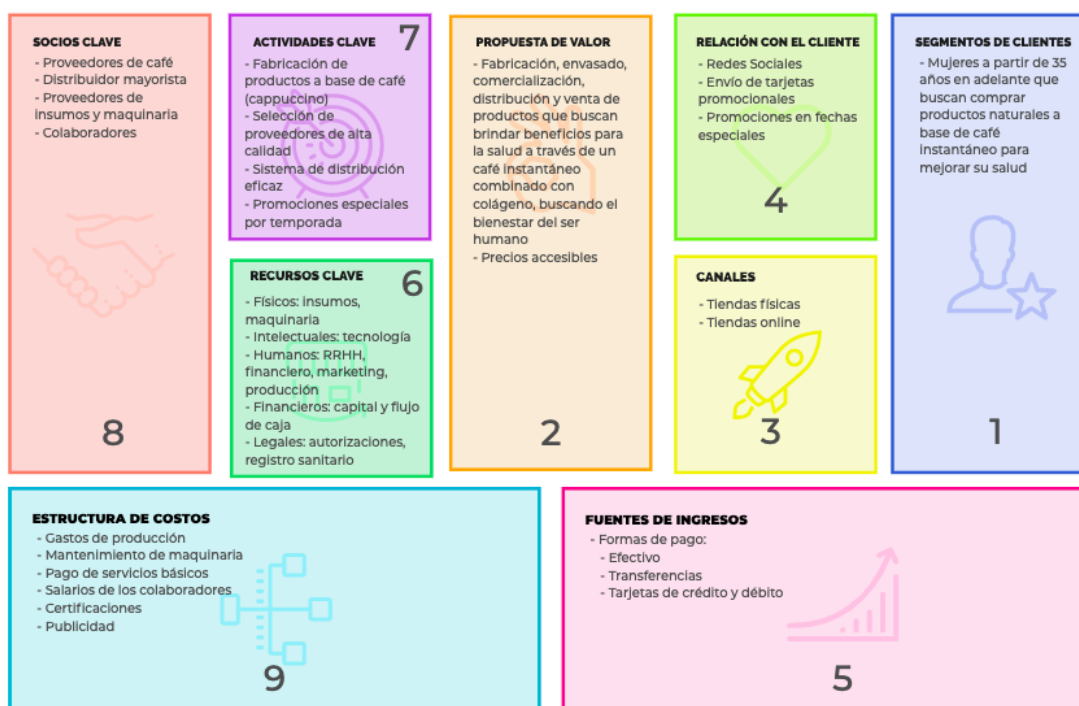 SOCIOS CLAVE
- Proveedores de café
- Distribuidor mayorista
- Proveedores de
insumos y maquinaria
- Colaboradores
8
ACTIVIDADES CLAVE
7
- Fabricación de
productos a base de café
(cappuccino)
- Selección de
proveedores de alta
calidad
- Sistema de distribución
eficaz
- Promociones especiales
por temporada
RECURSOS CLAVE
6
- Físicos: insumos,
maquinaria
- Intelectuales: tecnología
- Humanos: RRHH,
financiero, marketing,
producción
- Financieros: capital y flujo
de caja
- Legales: autorizaciones,
registro sanitario
PROPUESTA DE VALOR
- Fabricación, envasado,
comercialización,
distribución y venta de
productos que buscan
brindar beneficios para
la salud a través de un
café instantáneo
combinado con
colágeno, buscando el
bienestar del ser
humano
- Precios accesibles
2
RELACIÓN CON EL CLIENTE
- Redes Sociales
- Envío de tarjetas
promocionales
- Promociones en fechas
especiales
4
CANALES
- Tiendas físicas
- Tiendas online
3
SEGMENTOS DE CLIENTES
- Mujeres a partir de 35
años en adelante que
buscan comprar
productos naturales a
base de café
instantáneo para
mejorar su salud
1
ESTRUCTURA DE COSTOS
- Gastos de producción
- Mantenimiento de maquinaria
- Pago de servicios básicos
- Salarios de los colaboradores
- Certificaciones
- Publicidad
9
FUENTES DE INGRESOS
- Formas de pago:
- Efectivo
- Transferencias
- Tarjetas de crédito y débito
5